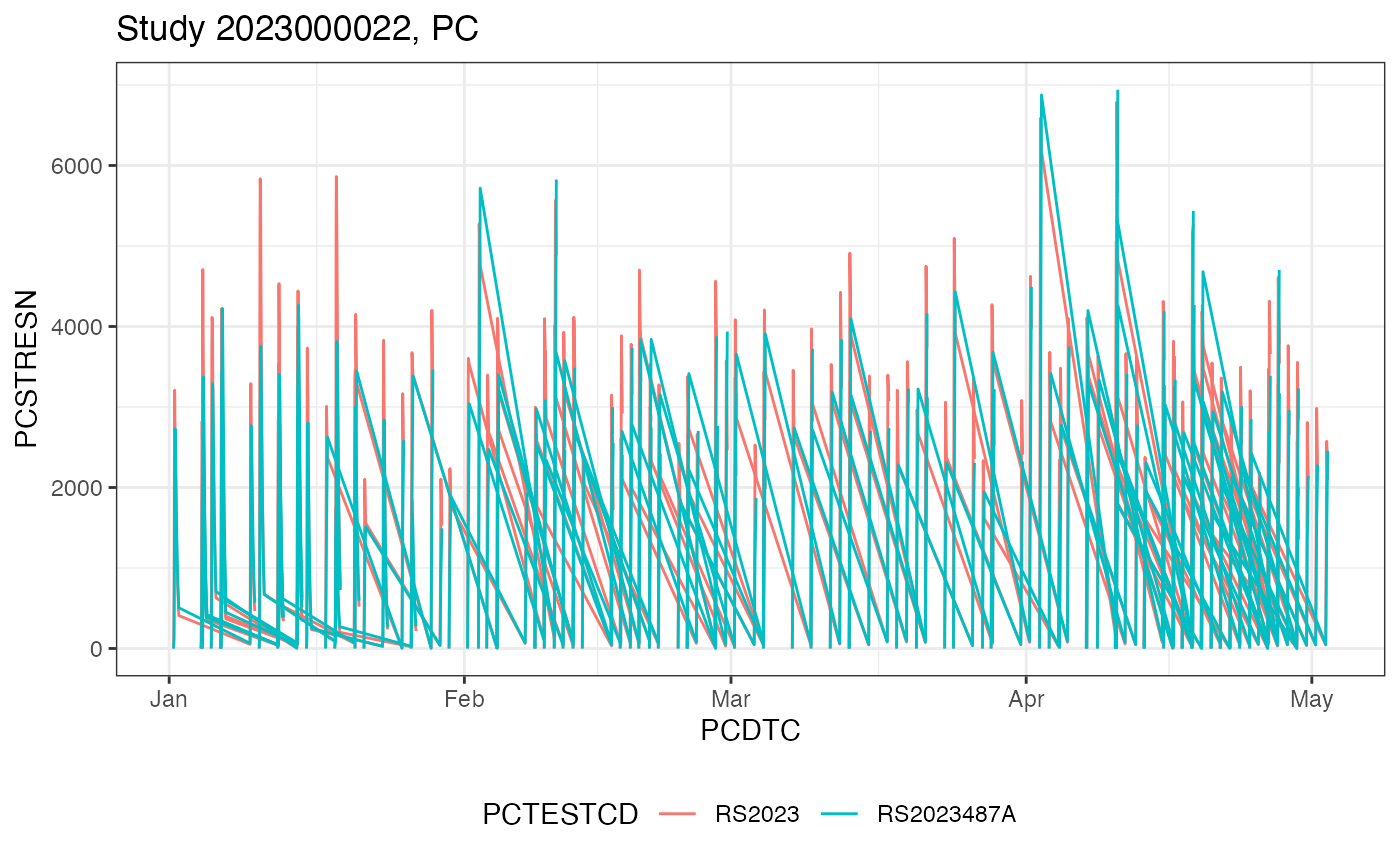 Study 2023000022, PC
PCSTRESN
6000
4000
2000
0
Jan Feb Mar Apr May
PCDTC
PCTESTCD RS2023 RS2023487A